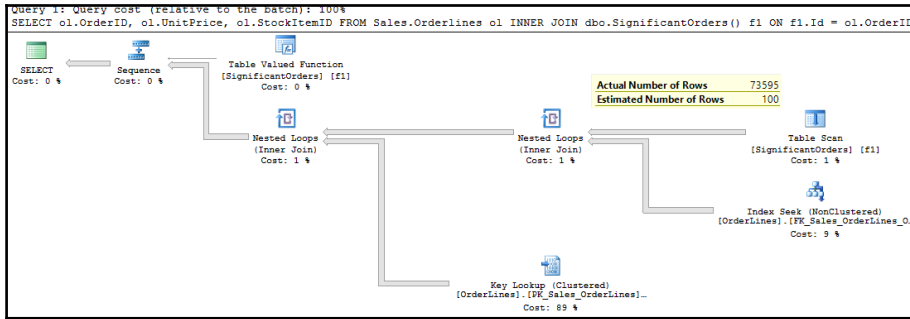 Query 1: Query cost (relative to the batch): 100%
SELECT ol.OrderID, ol.UnitPrice, ol.StockItemID FROM Sales.Orderlines ol INNER JOIN dbo.SignificantOrders() f1 ON f1.Id = ol.OrderID
SELECT
Cost: 0 %
Sequence
Cost: 0 %
Table Valued Function
[SignificantOrders] [f1]
Cost: 0 %
Nested Loops
(Inner Join)
Cost: 1 %
Nested Loops
(Inner Join)
Cost: 1 %
Actual Number of Rows 73595
Estimated Number of Rows 100
Table Scan
[SignificantOrders] [f1]
Cost: 1 %
Index Seek (NonClustered)
[OrderLines].[FK_Sales_OrderLines_O.
Cost: 9 %
Key Lookup (Clustered)
[OrderLines].[PK_Sales_OrderLines]…
Cost: 89 %